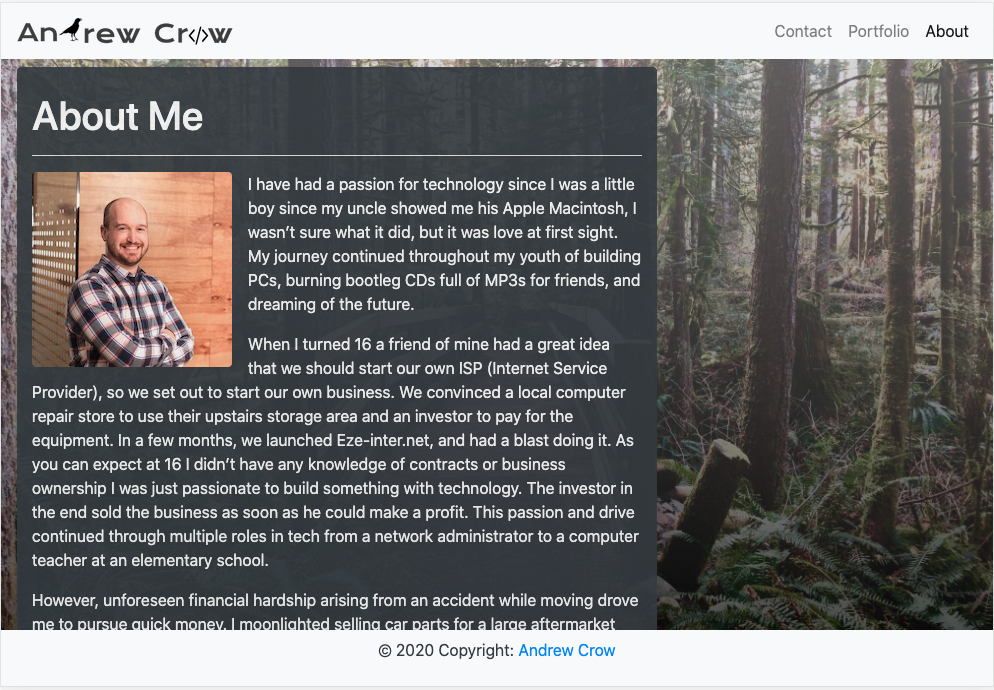 Andrew Cr</>w
Contact Portfolio About
About Me
I have had a passion for technology since I was a little
boy since my uncle showed me his Apple Macintosh, I
wasn’t sure what it did, but it was love at first sight.
My journey continued throughout my youth of building
PCs, burning bootleg CDs full of MP3s for friends, and
dreaming of the future.
When I turned 16 a friend of mine had a great idea
that we should start our own ISP (Internet Service
Provider), so we set out to start our own business. We convinced a local computer
repair store to use their upstairs storage area and an investor to pay for the
equipment. In a few months, we launched Eze-inter.net, and had a blast doing it. As
you can expect at 16 I didn’t have any knowledge of contracts or business
ownership I was just passionate to build something with technology. The investor in
the end sold the business as soon as he could make a profit. This passion and drive
continued through multiple roles in tech from a network administrator to a computer
teacher at an elementary school.
However, unforeseen financial hardship arising from an accident while moving drove
me to pursue quick money. I moonlighted selling car parts for a large aftermarket
© 2020 Copyright: Andrew Crow